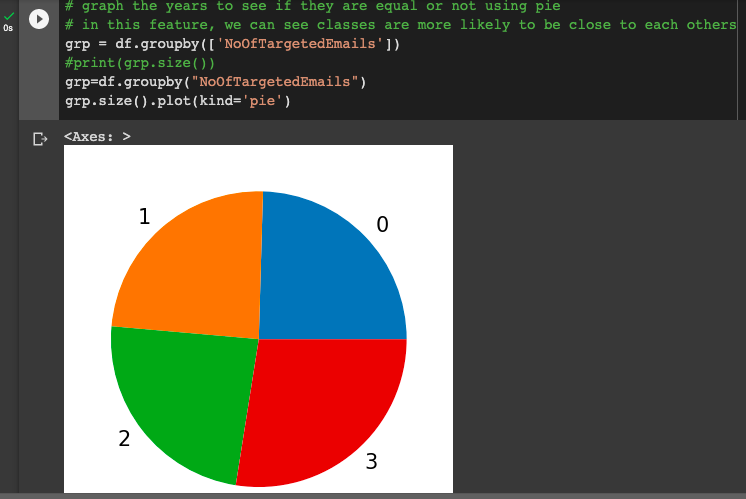 # graph the years to see if they are equal or not using pie
# in this feature, we can see classes are more likely to be close to each others
grp = df.groupby(['NoOfTargetedEmails'])
#print(grp.size())
grp=df.groupby("NoOfTargetedEmails")
grp.size().plot(kind='pie')
0s
<Axes: >
1
0
2
3